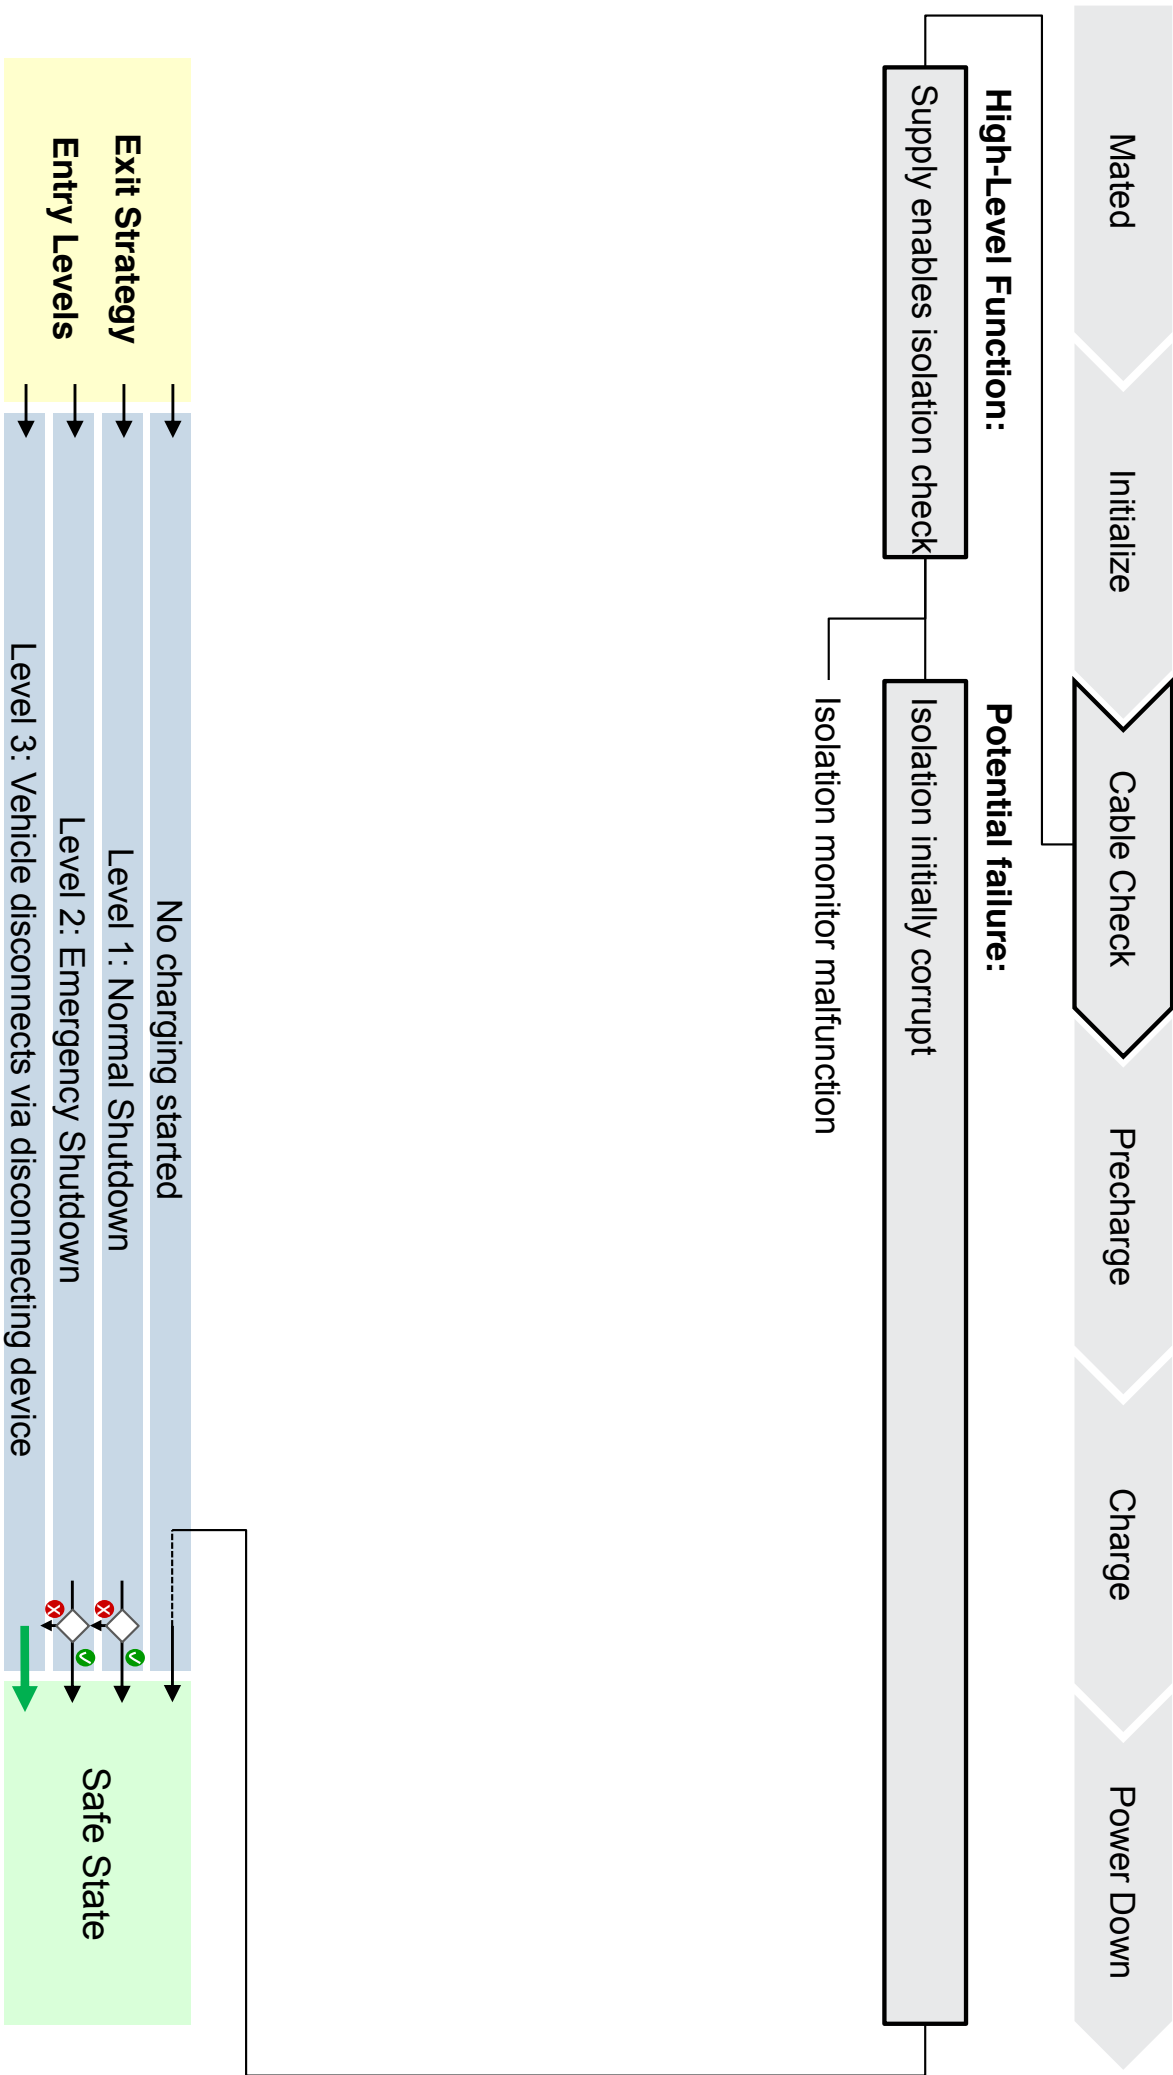 Mated
Initialize
Cable Check
Precharge
Charge
Power Down
High-Level Function:
Potential failure:
Supply enables isolation check
Isolation initially corrupt
Isolation monitor malfunction
Exit Strategy
Entry Levels
No charging started
Level 1: Normal Shutdown
Level 2: Emergency Shutdown
Level 3: Vehicle disconnects via disconnecting device
Safe State